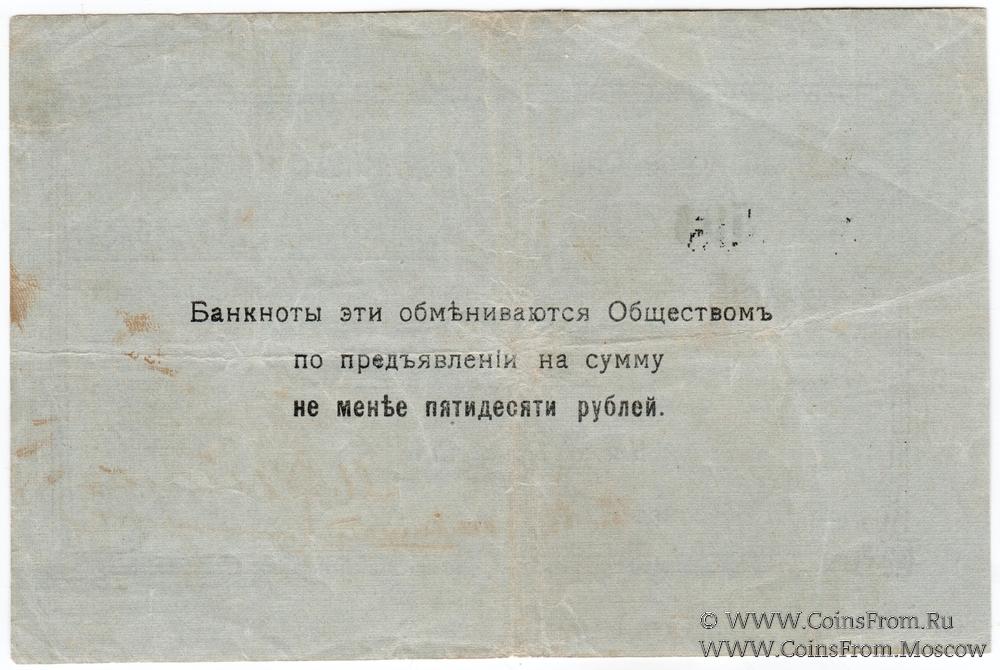 Банкноты эти обмѣниваются Обществомъ
по предъявленіи на сумму
не менѣе пятидесяти рублей.
© WWW.CoinsFrom.Ru
WWW.CoinsFrom.Moscow